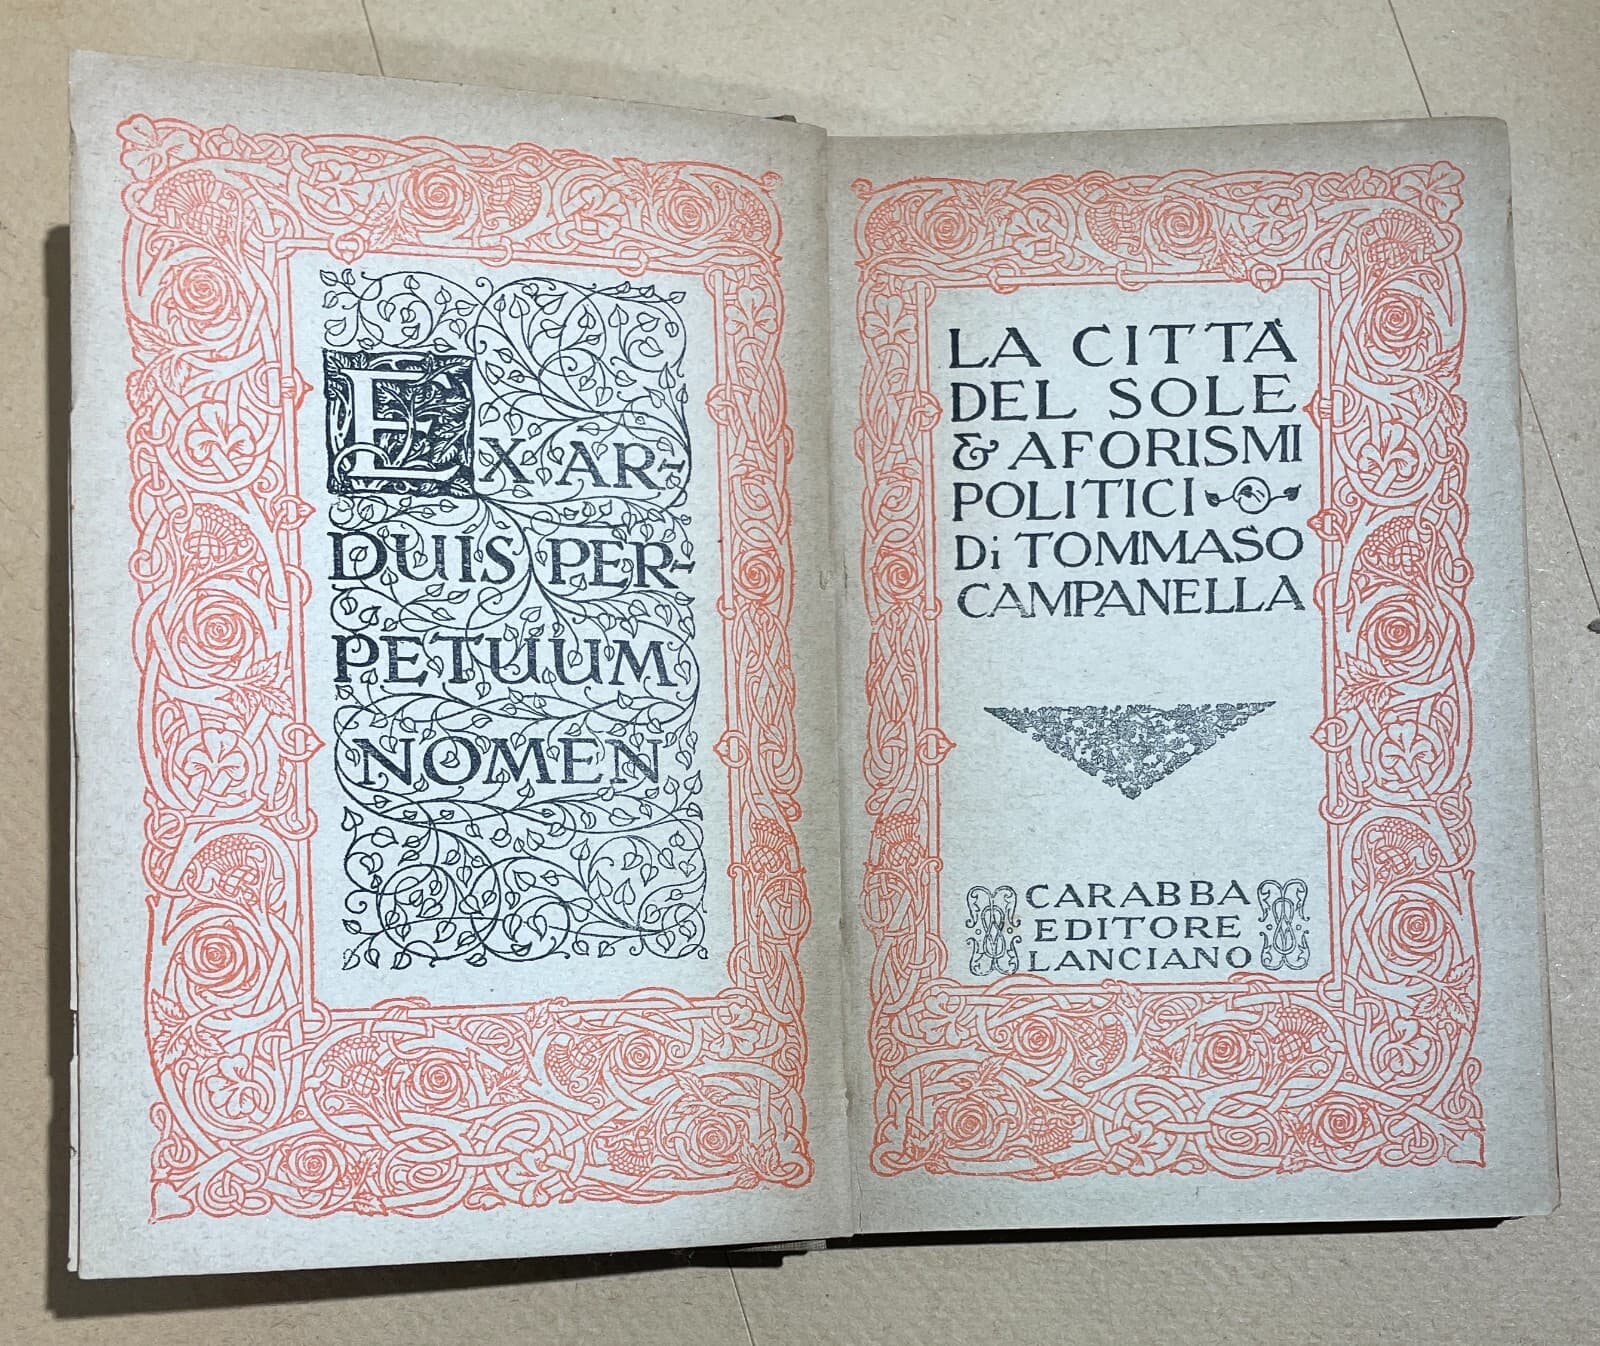 EX AR-
DUIS PER-
PETUUM
NOMEN
LA CITTÀ
DEL SOLE
& AFORISMI
POLITICI
Di TOMMASO
CAMPANELLA
CARABBA
EDITORE
LANCIANO